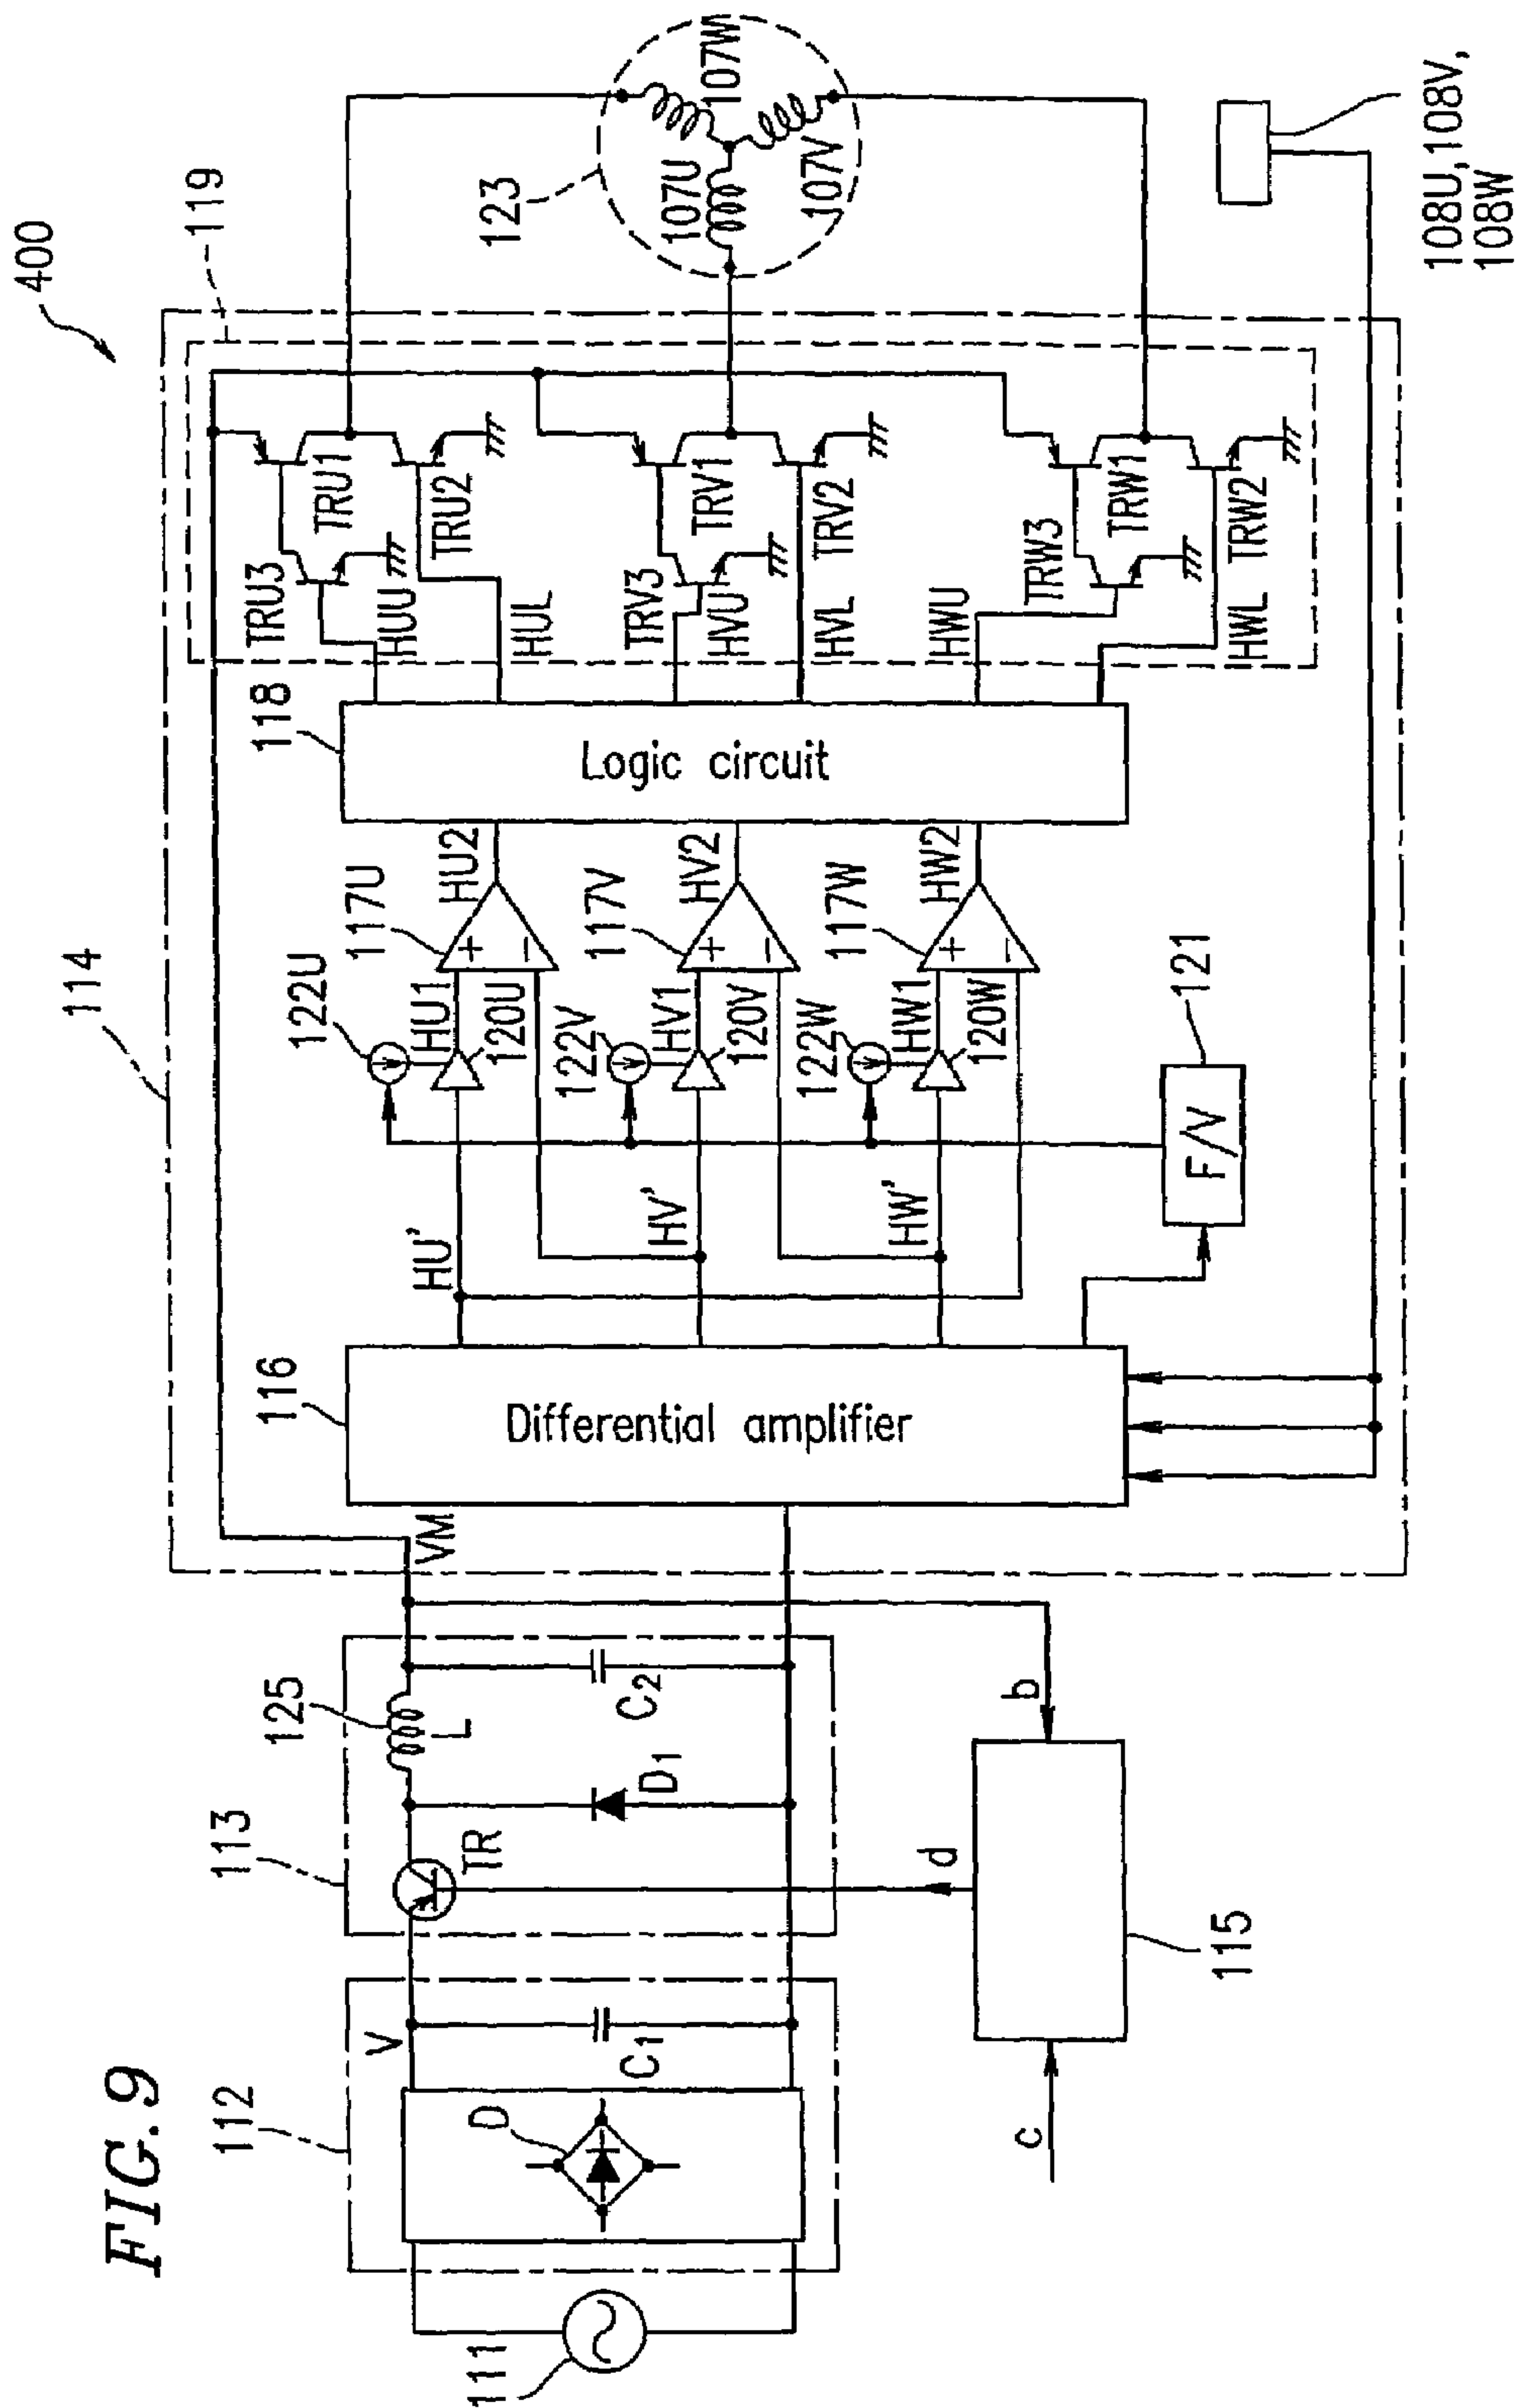 FIG.9
400
111
112
D
V
C1
113
TR
D1
125
L
C2
VM
c
d
b
115
114
116
Differential amplifier
HU'
HV'
HW'
F/V
121
122U
HU1
120U
122V
HV1
120V
122W
HW1
120W
117U
+
−
HU2
117V
+
−
HV2
117W
+
−
HW2
118
Logic circuit
119
TRU3
HUU
TRU1
TRU2
HUL
TRV3
HVU
TRV1
TRV2
HVL
HWU
TRW3
TRW1
TRW2
HWL
123
107U
107W
107V
108U,108V,
108W